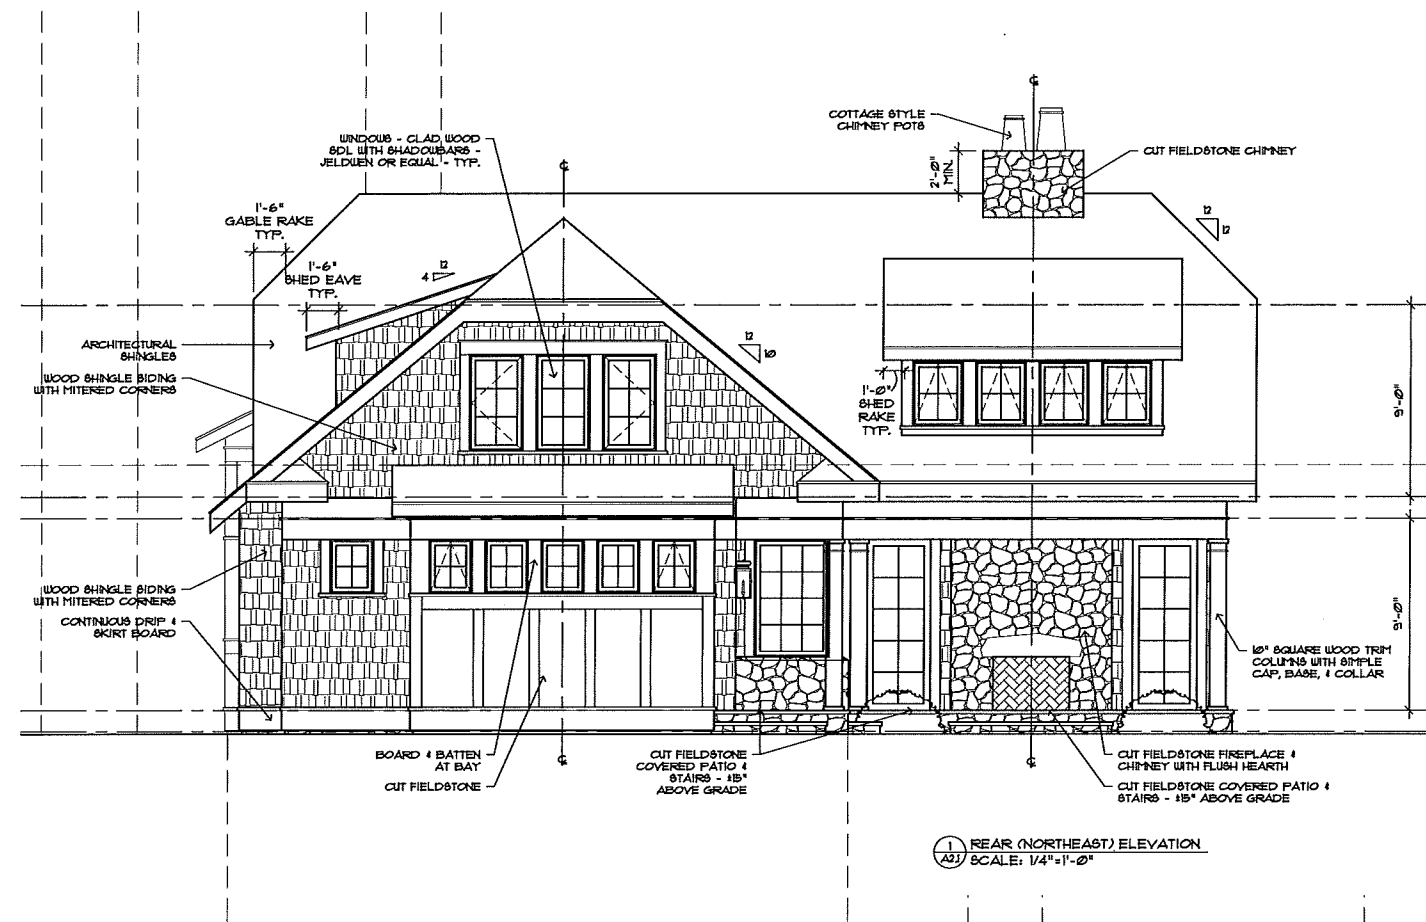 COTTAGE STYLE
CHIMNEY POTS
CUT FIELDSTONE CHIMNEY
2'-0"
MIN.
WINDOWS - CLAD WOOD
SDL WITH SHADOWBARS -
JELDWEN OR EQUAL - TYP.
1'-6"
GABLE RAKE
TYP.
1'-6"
SHED EAVE
TYP.
12
4
12
12
12
10
ARCHITECTURAL
SHINGLES
WOOD SHINGLE SIDING
WITH MITERED CORNERS
1'-0"
SHED
RAKE
TYP.
9'-0"
WOOD SHINGLE SIDING
WITH MITERED CORNERS
CONTINUOUS DRIP &
SKIRT BOARD
9'-0"
10" SQUARE WOOD TRIM
COLUMNS WITH SIMPLE
CAP, BASE, & COLLAR
BOARD & BATTEN
AT BAY
CUT FIELDSTONE
CUT FIELDSTONE
COVERED PATIO &
STAIRS - ±15"
ABOVE GRADE
CUT FIELDSTONE FIREPLACE &
CHIMNEY WITH FLUSH HEARTH
CUT FIELDSTONE COVERED PATIO &
STAIRS - ±15" ABOVE GRADE
1
A2.1
REAR (NORTHEAST) ELEVATION
SCALE: 1/4"=1'-0"